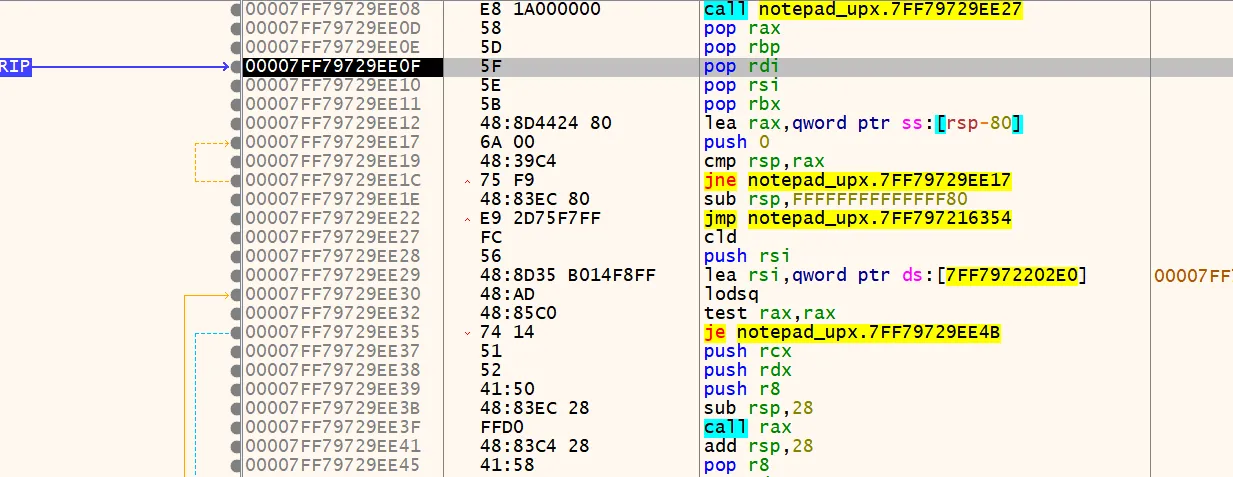 00007FF79729EE08 E8 1A000000 call notepad_upx.7FF79729EE27
00007FF79729EE0D 58 pop rax
00007FF79729EE0E 5D pop rbp
RIP 00007FF79729EE0F 5F pop rdi
00007FF79729EE10 5E pop rsi
00007FF79729EE11 5B pop rbx
00007FF79729EE12 48:8D4424 80 lea rax,qword ptr ss:[rsp-80]
00007FF79729EE17 6A 00 push 0
00007FF79729EE19 48:39C4 cmp rsp,rax
00007FF79729EE1C 75 F9 jne notepad_upx.7FF79729EE17
00007FF79729EE1E 48:83EC 80 sub rsp,FFFFFFFFFFFFFF80
00007FF79729EE22 E9 2D75F7FF jmp notepad_upx.7FF797216354
00007FF79729EE27 FC cld
00007FF79729EE28 56 push rsi
00007FF79729EE29 48:8D35 B014F8FF lea rsi,qword ptr ds:[7FF7972202E0] 00007FF7
00007FF79729EE30 48:AD lodsq
00007FF79729EE32 48:85C0 test rax,rax
00007FF79729EE35 74 14 je notepad_upx.7FF79729EE4B
00007FF79729EE37 51 push rcx
00007FF79729EE38 52 push rdx
00007FF79729EE39 41:50 push r8
00007FF79729EE3B 48:83EC 28 sub rsp,28
00007FF79729EE3F FFD0 call rax
00007FF79729EE41 48:83C4 28 add rsp,28
00007FF79729EE45 41:58 pop r8